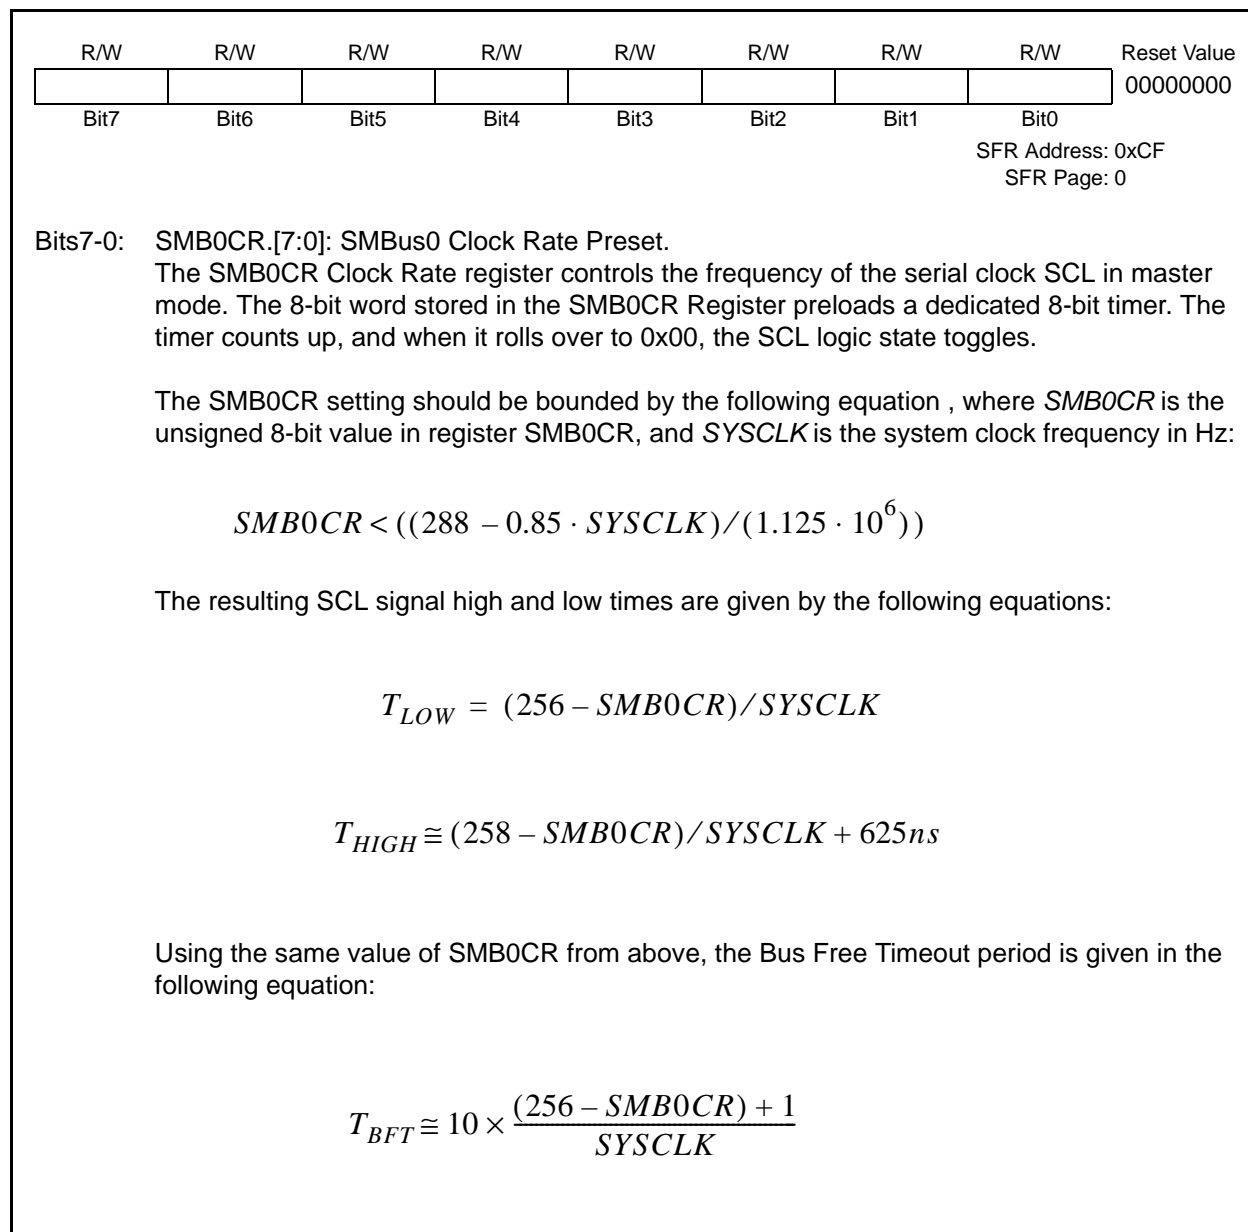 R/W R/W R/W R/W R/W R/W R/W R/W Reset Value
00000000
Bit7 Bit6 Bit5 Bit4 Bit3 Bit2 Bit1 Bit0
SFR Address: 0xCF
SFR Page: 0
Bits7-0: SMB0CR.[7:0]: SMBus0 Clock Rate Preset.
The SMB0CR Clock Rate register controls the frequency of the serial clock SCL in master
mode. The 8-bit word stored in the SMB0CR Register preloads a dedicated 8-bit timer. The
timer counts up, and when it rolls over to 0x00, the SCL logic state toggles.
The SMB0CR setting should be bounded by the following equation , where SMB0CR is the
unsigned 8-bit value in register SMB0CR, and SYSCLK is the system clock frequency in Hz:
SMB0CR < ((288 – 0.85 · SYSCLK)/(1.125 · 10^6))
The resulting SCL signal high and low times are given by the following equations:
T_LOW = (256 – SMB0CR)/SYSCLK
T_HIGH ≅ (258 – SMB0CR)/SYSCLK + 625ns
Using the same value of SMB0CR from above, the Bus Free Timeout period is given in the
following equation:
T_BFT ≅ 10 × (256 – SMB0CR) + 1
SYSCLK